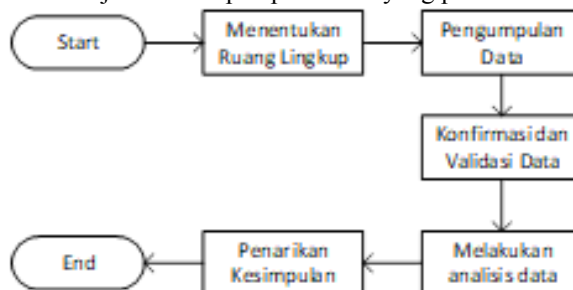 Start
Menentukan
Ruang Lingkup
Pengumpulan
Data
Konfirmasi dan
Validasi Data
Melakukan
analisis data
Penarikan
Kesimpulan
End